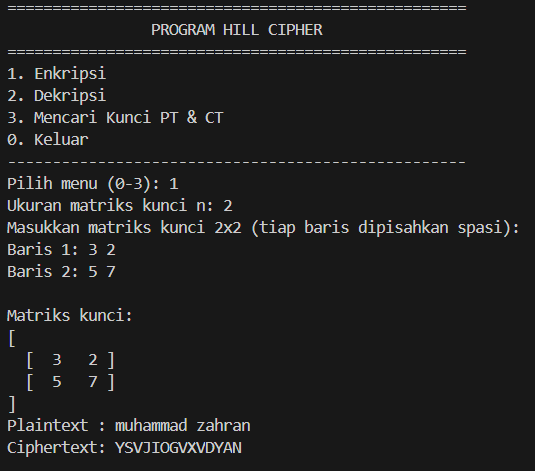 ===================================================
PROGRAM HILL CIPHER
===================================================
1. Enkripsi
2. Dekripsi
3. Mencari Kunci PT & CT
0. Keluar
---------------------------------------------------
Pilih menu (0-3): 1
Ukuran matriks kunci n: 2
Masukkan matriks kunci 2x2 (tiap baris dipisahkan spasi):
Baris 1: 3 2
Baris 2: 5 7
Matriks kunci:
[
[ 3 2 ]
[ 5 7 ]
]
Plaintext : muhammad zahran
Ciphertext: YSVJIOGVXVDYAN